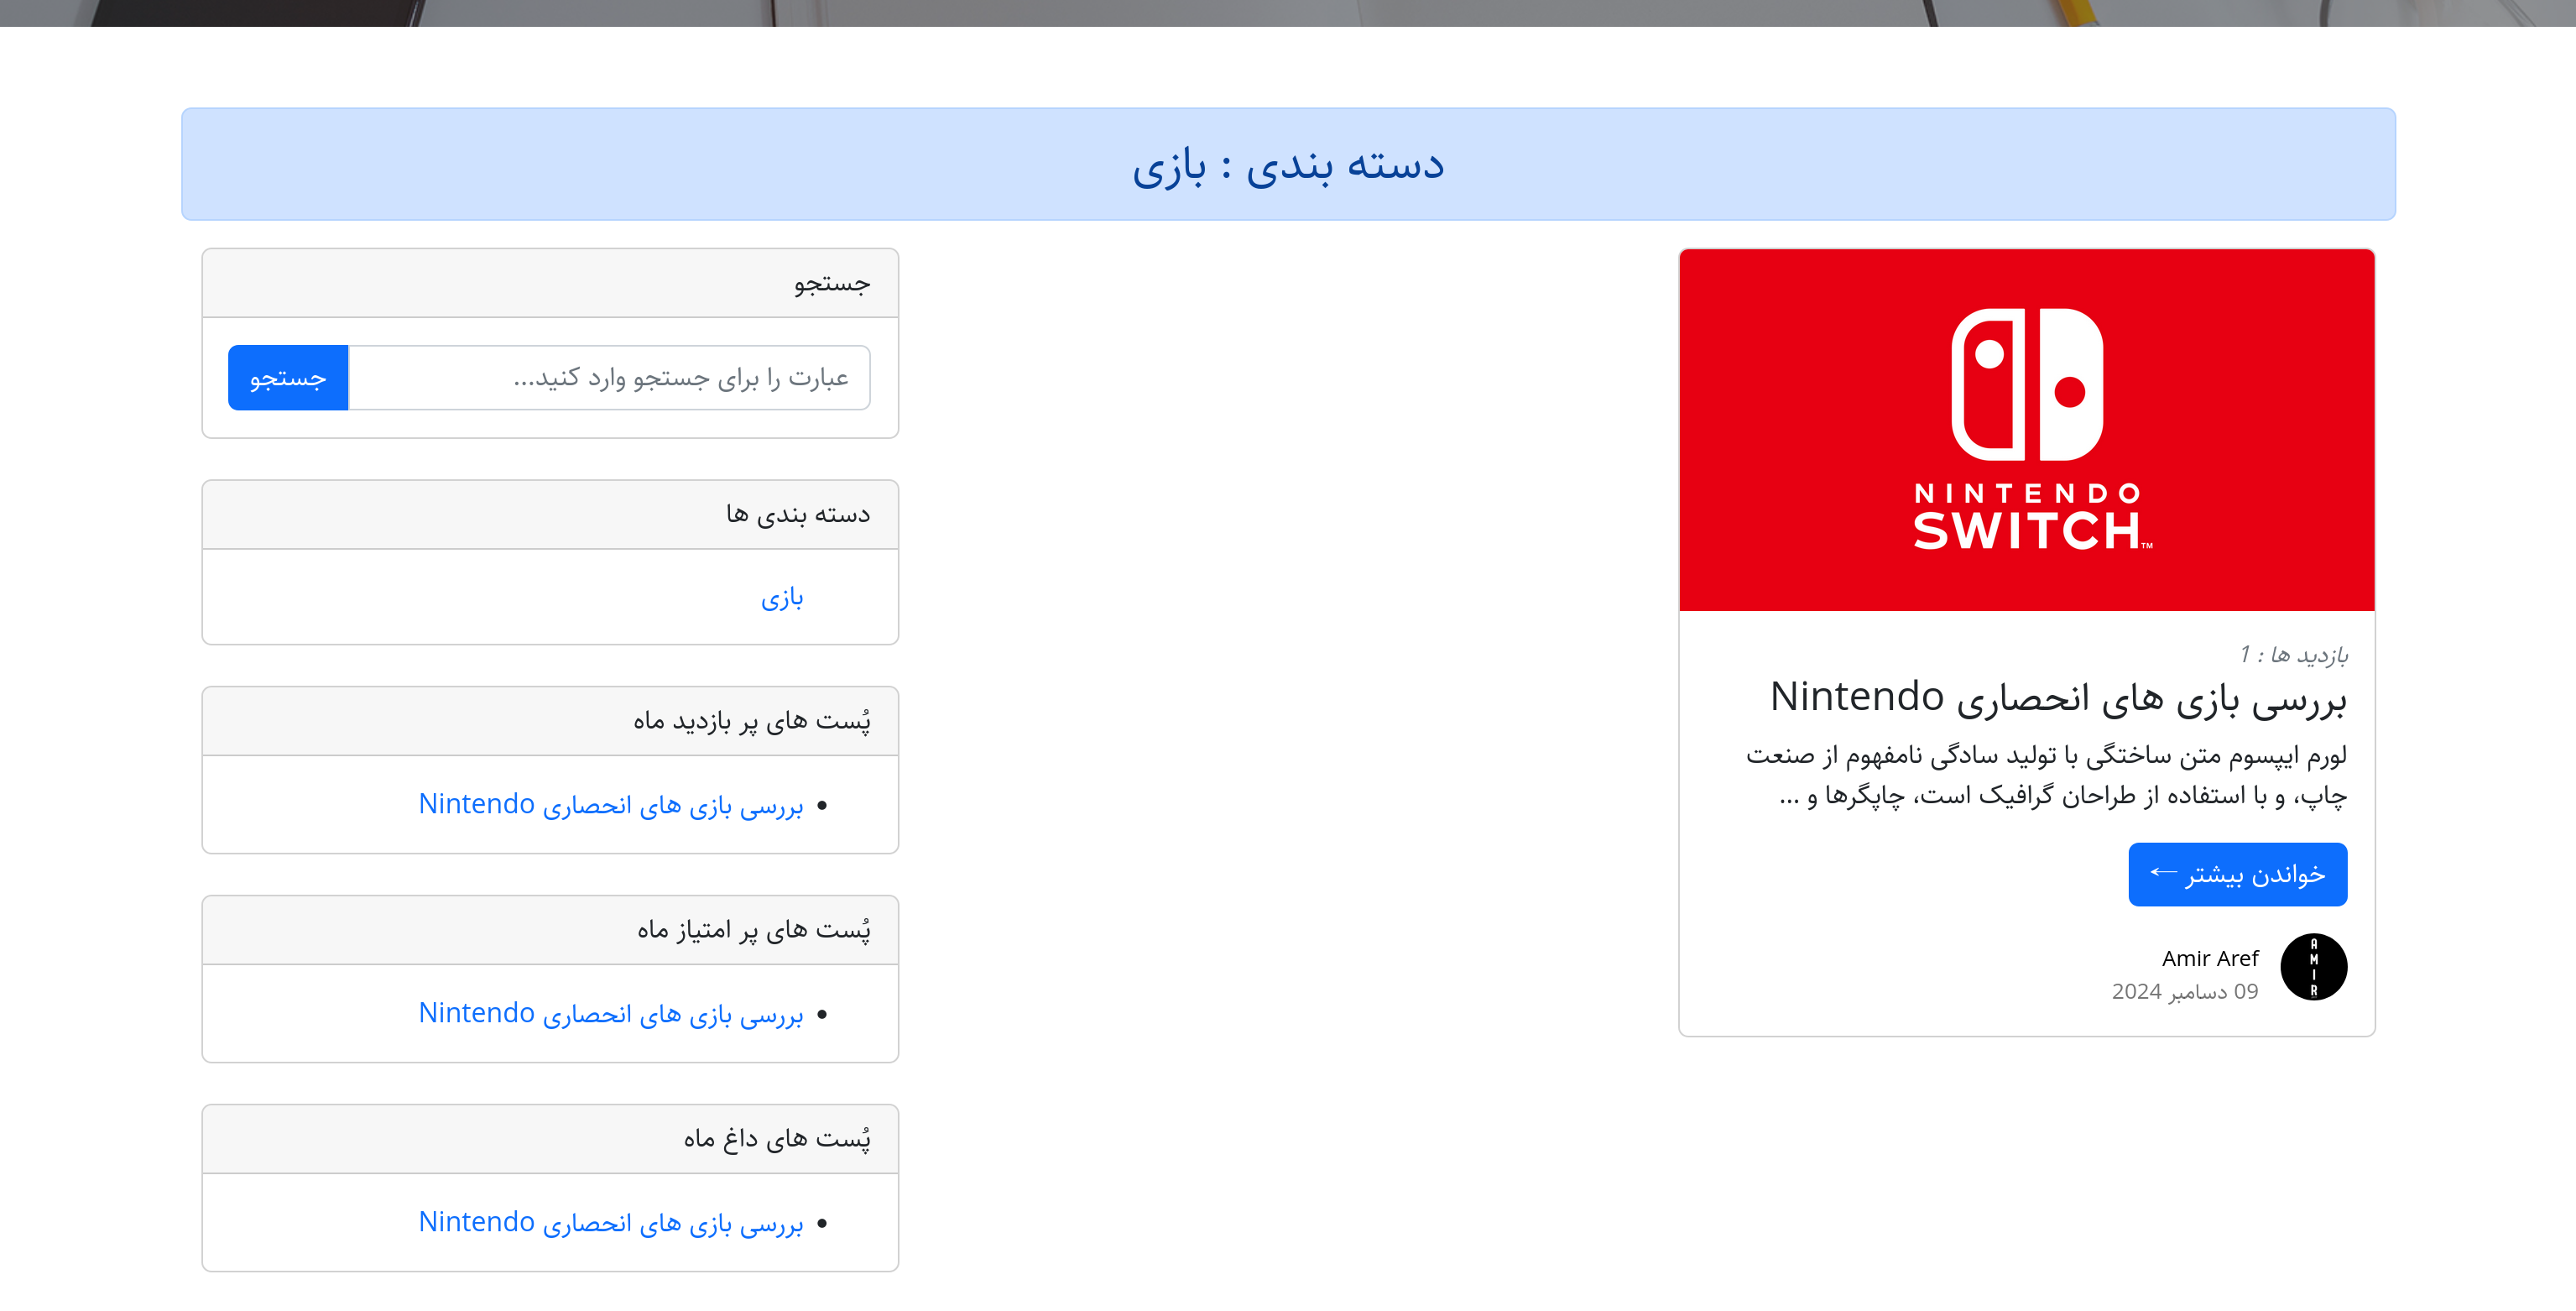 دسته بندی : بازی
NINTENDO
SWITCH™
بازدید ها : 1
بررسی بازی های انحصاری Nintendo
لورم ایپسوم متن ساختگی با تولید سادگی نامفهوم از صنعت
چاپ، و با استفاده از طراحان گرافیک است، چاپگرها و ...
خواندن بیشتر ←
AMIR
Amir Aref
09 دسامبر 2024
جستجو
عبارت را برای جستجو وارد کنید...
جستجو
دسته بندی ها
بازی
پُست های پر بازدید ماه
• بررسی بازی های انحصاری Nintendo
پُست های پر امتیاز ماه
• بررسی بازی های انحصاری Nintendo
پُست های داغ ماه
• بررسی بازی های انحصاری Nintendo